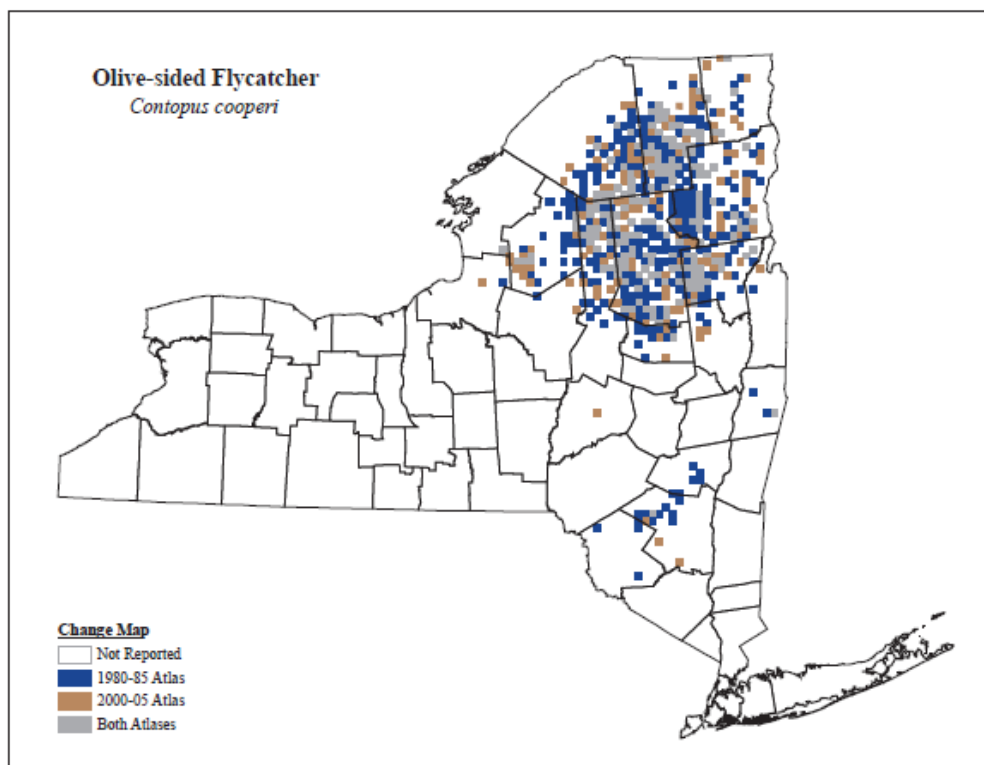 Olive-sided Flycatcher
Contopus cooperi
Change Map
Not Reported
1980-85 Atlas
2000-05 Atlas
Both Atlases